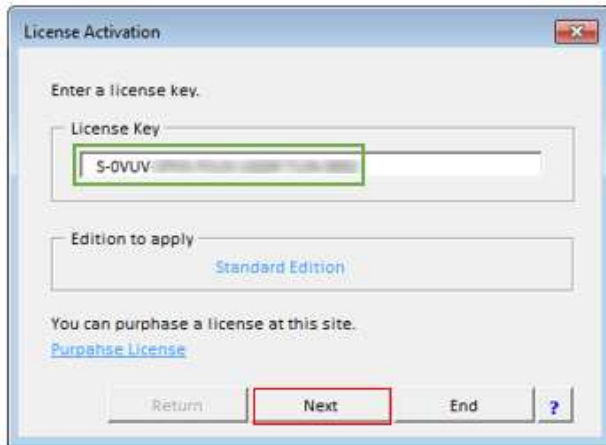 License Activation
Enter a license key.
License Key
S-0VUV
Edition to apply
Standard Edition
You can purphase a license at this site.
Purpahse License
Return Next End ?